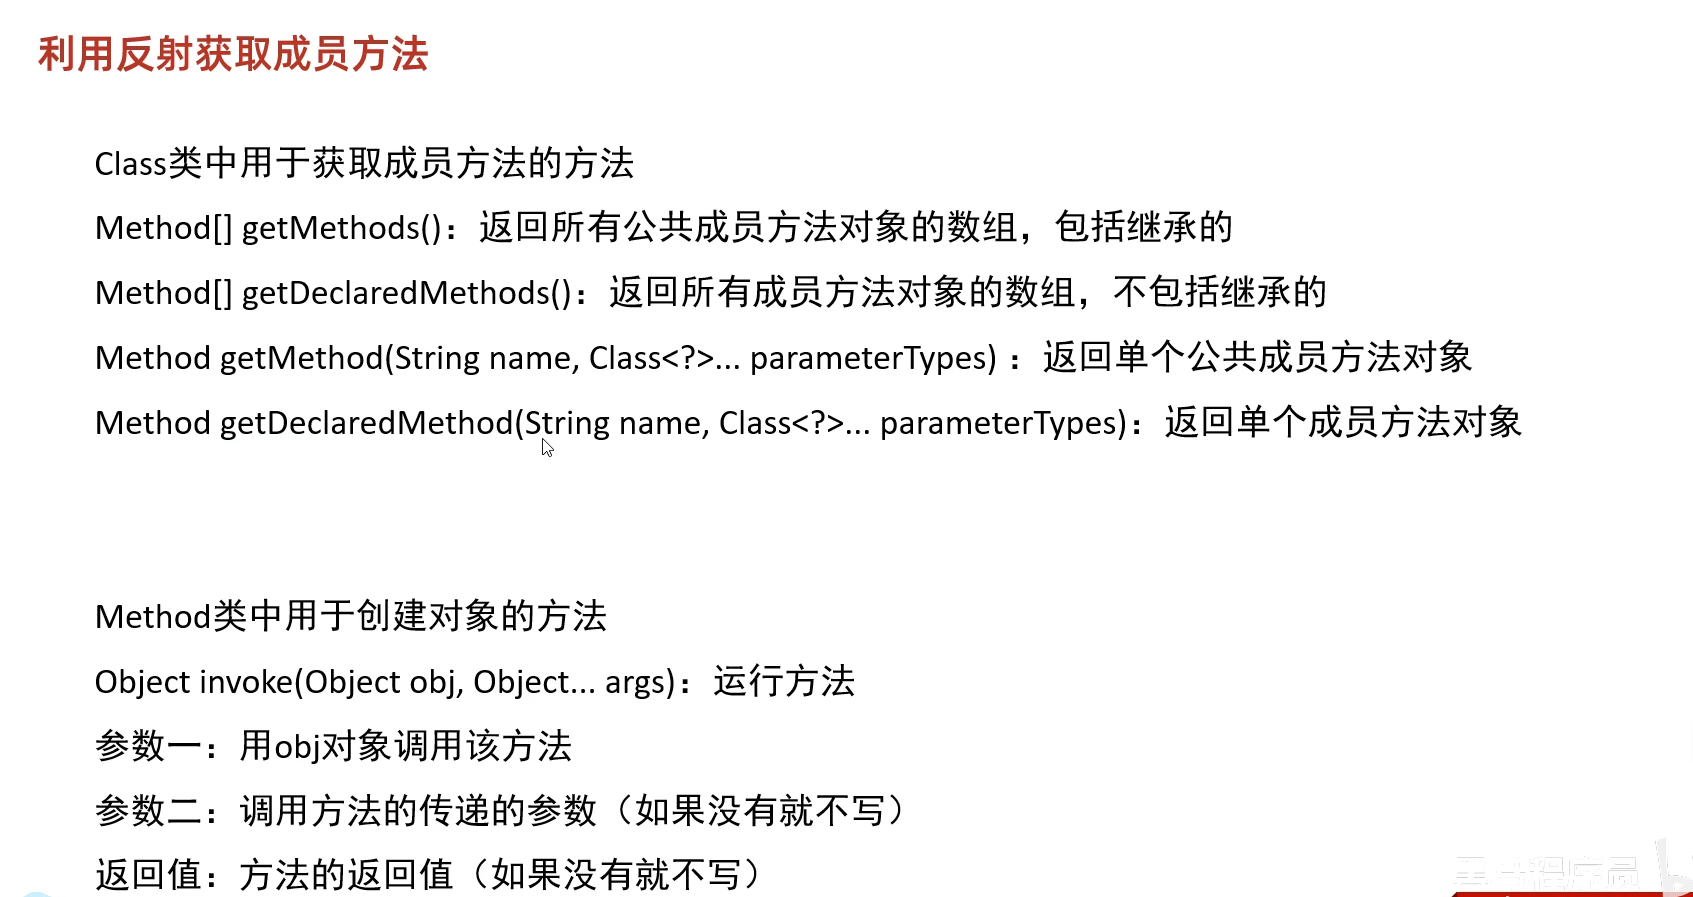 利用反射获取成员方法
Class类中用于获取成员方法的方法
Method[] getMethods()：返回所有公共成员方法对象的数组，包括继承的
Method[] getDeclaredMethods()：返回所有成员方法对象的数组，不包括继承的
Method getMethod(String name, Class<?>... parameterTypes) ：返回单个公共成员方法对象
Method getDeclaredMethod(String name, Class<?>... parameterTypes)：返回单个成员方法对象
Method类中用于创建对象的方法
Object invoke(Object obj, Object... args)：运行方法
参数一：用obj对象调用该方法
参数二：调用方法的传递的参数（如果没有就不写）
返回值：方法的返回值（如果没有就不写）